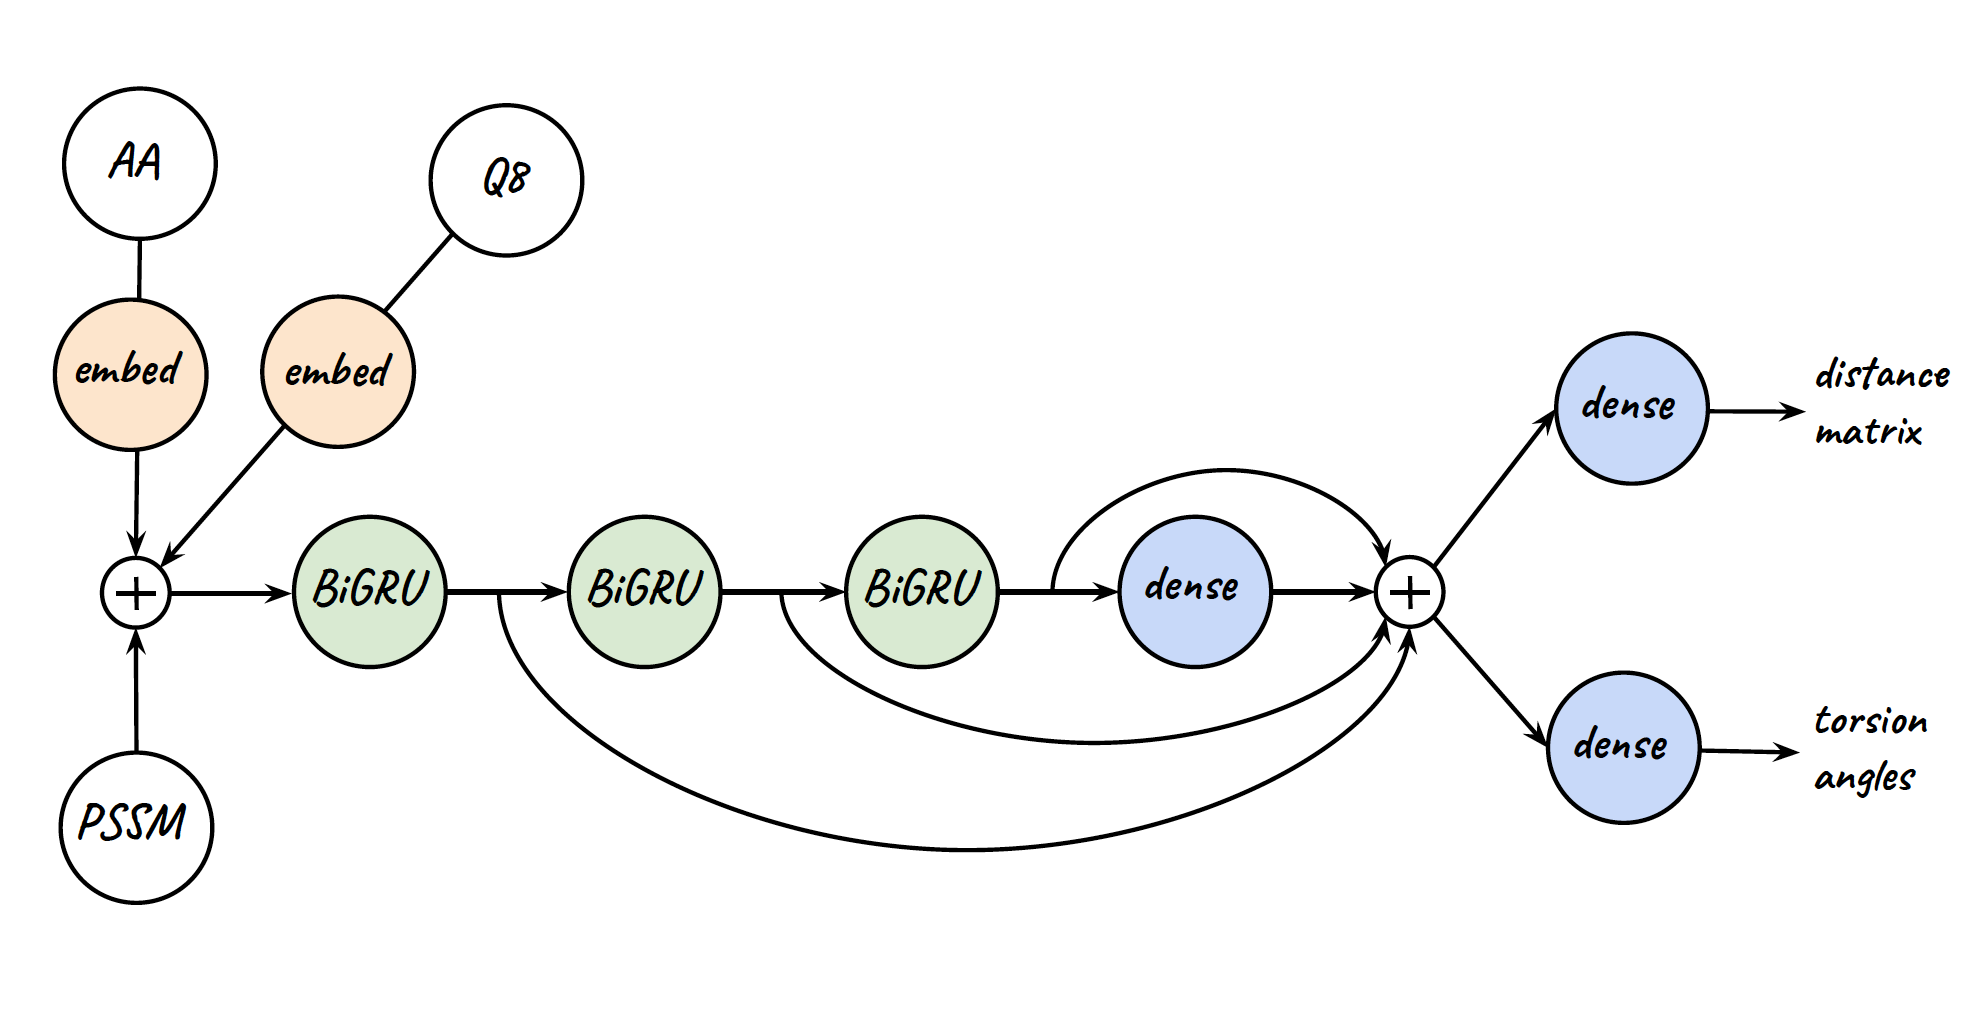 AA
Q8
embed
embed
+
BiGRU
BiGRU
BiGRU
dense
+
PSSM
dense
distance
matrix
dense
torsion
angles